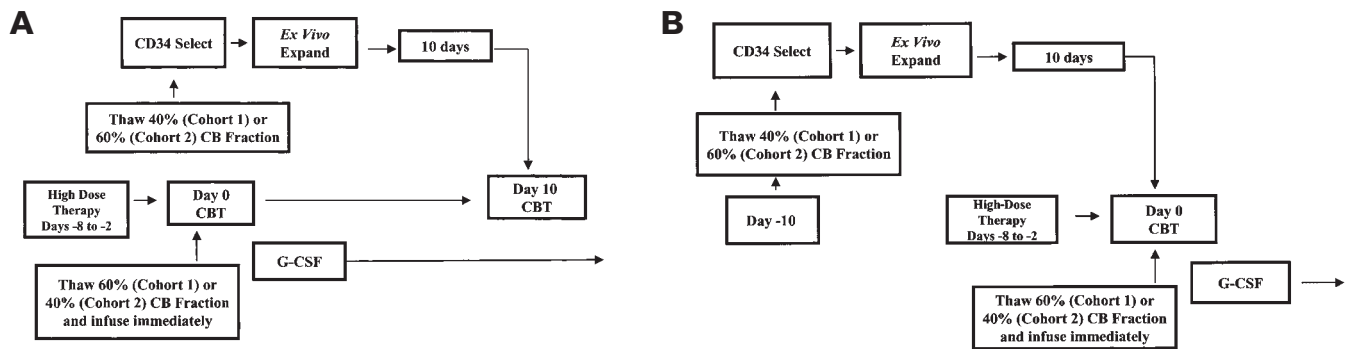 A
CD34 Select
Ex Vivo
Expand
10 days
Thaw 40% (Cohort 1) or
60% (Cohort 2) CB Fraction
High Dose
Therapy
Days -8 to -2
Day 0
CBT
Day 10
CBT
G-CSF
Thaw 60% (Cohort 1) or
40% (Cohort 2) CB Fraction
and infuse immediately
B
CD34 Select
Ex Vivo
Expand
10 days
Thaw 40% (Cohort 1) or
60% (Cohort 2) CB Fraction
Day -10
High-Dose
Therapy
Days -8 to -2
Day 0
CBT
G-CSF
Thaw 60% (Cohort 1) or
40% (Cohort 2) CB Fraction
and infuse immediately